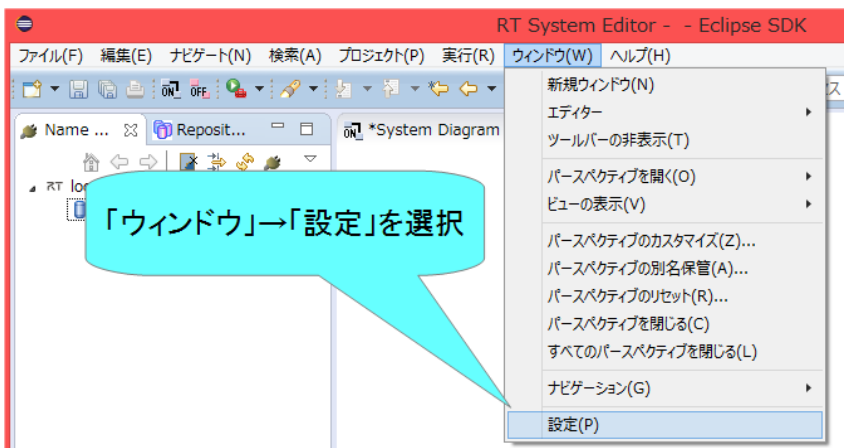 RT System Editor - - Eclipse SDK
ファイル(F) 編集(E) ナビゲート(N) 検索(A) プロジェクト(P) 実行(R) ウィンドウ(W) ヘルプ(H)
ON OFF
Name ... Reposit...
*System Diagram
RT
新規ウィンドウ(N)
エディター
ツールバーの非表示(T)
パースペクティブを開く(O)
ビューの表示(V)
パースペクティブのカスタマイズ(Z)...
パースペクティブの別名保管(A)...
パースペクティブのリセット(R)...
パースペクティブを閉じる(C)
すべてのパースペクティブを閉じる(L)
ナビゲーション(G)
設定(P)
「ウィンドウ」→「設定」を選択